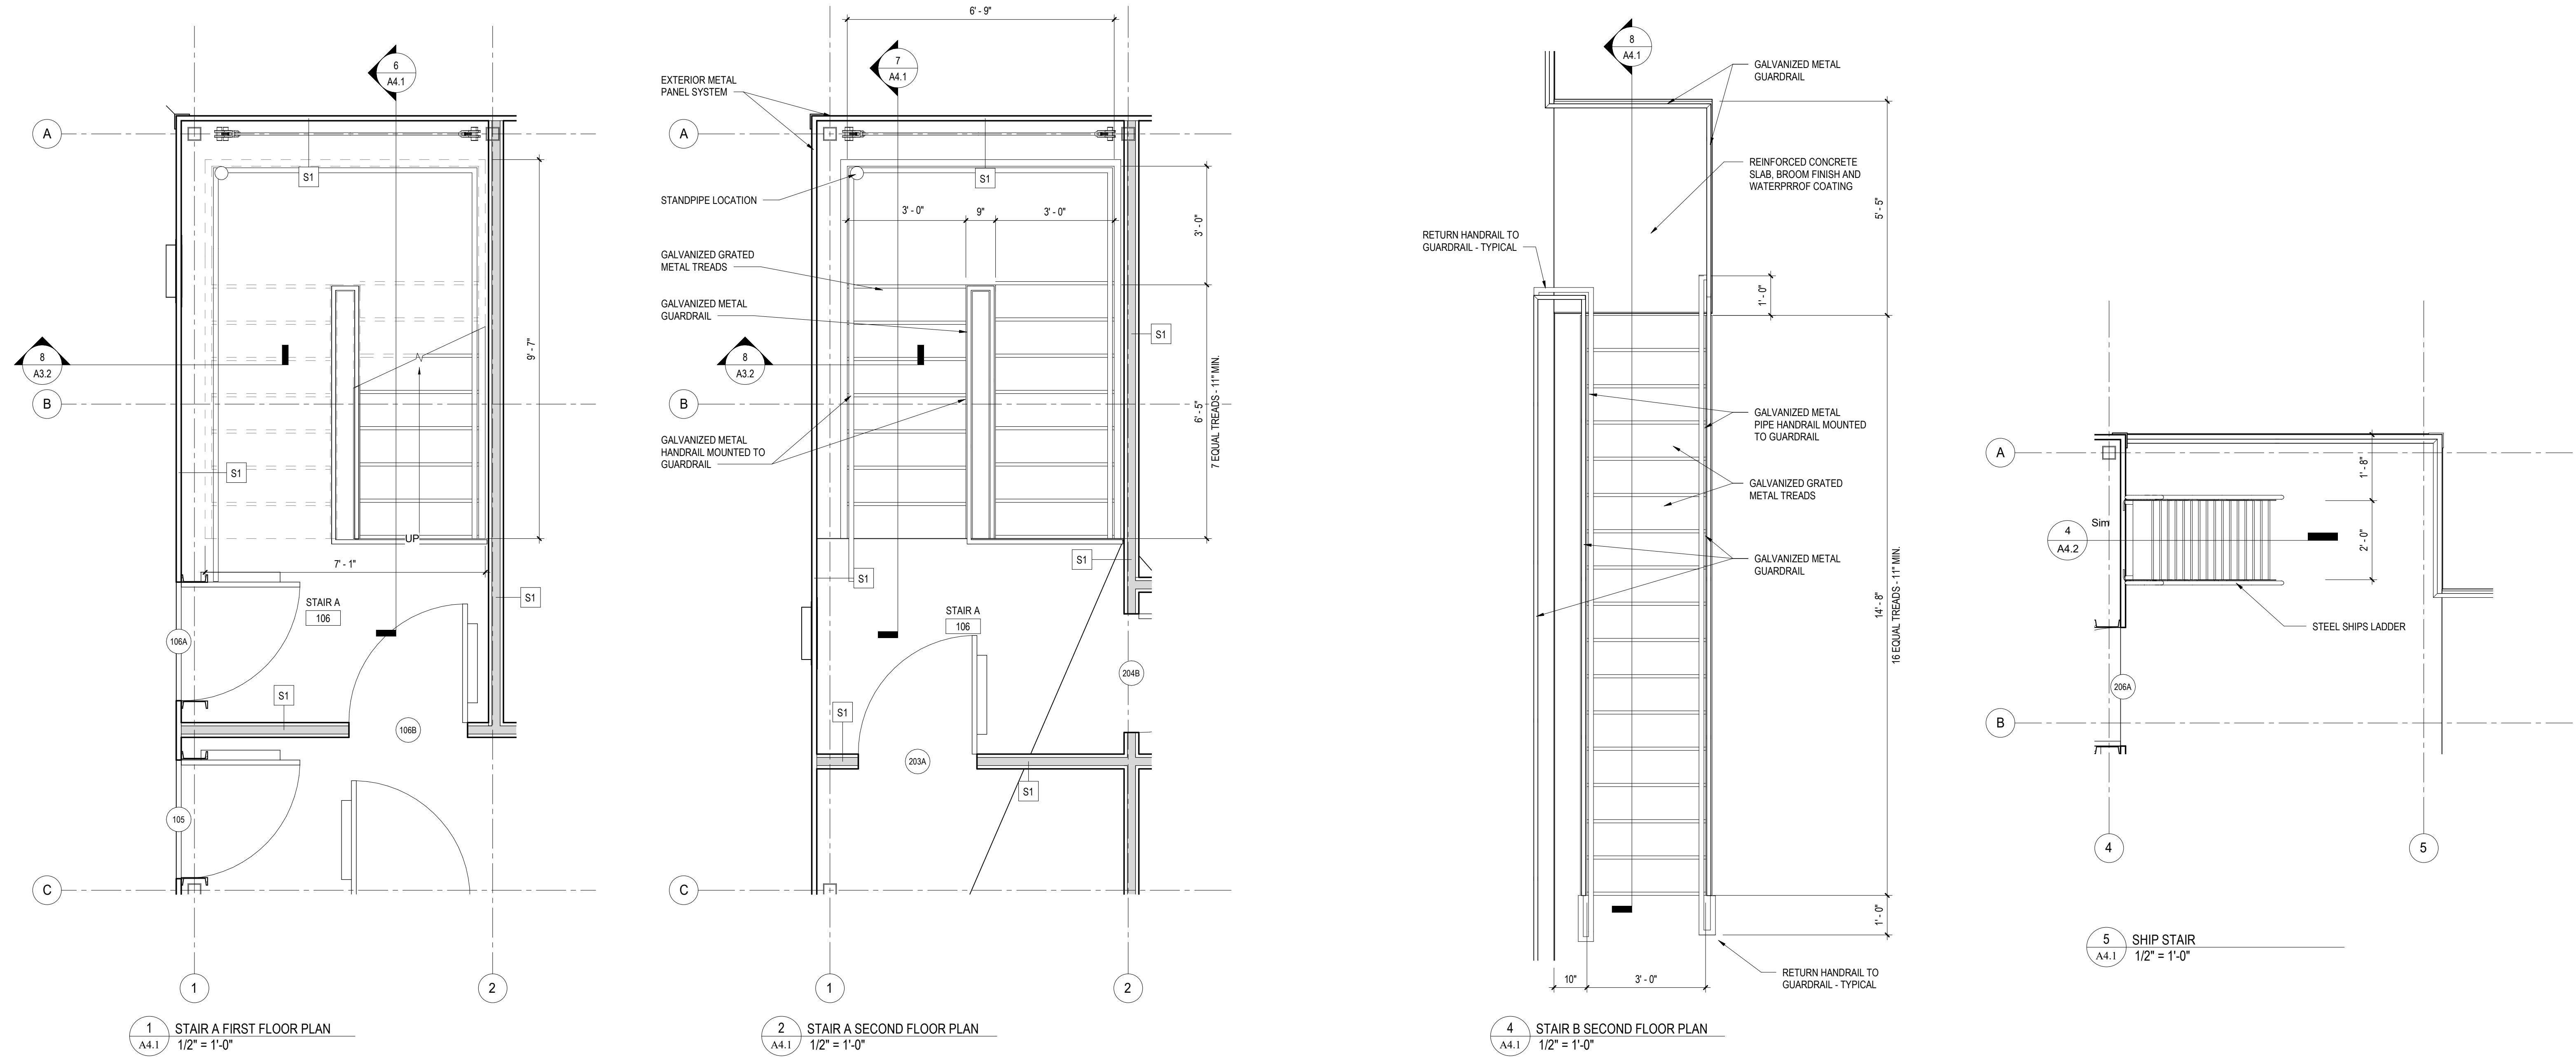 6
A4.1
A
S1
9' - 7"
8
A3.2
B
S1
UP
7' - 1"
S1
STAIR A
106
106A
S1
106B
105
C
1
2
1
A4.1
STAIR A FIRST FLOOR PLAN
1/2" = 1'-0"
6' - 9"
7
A4.1
EXTERIOR METAL
PANEL SYSTEM
A
S1
STANDPIPE LOCATION
3' - 0"
9"
3' - 0"
3' - 0"
GALVANIZED GRATED
METAL TREADS
GALVANIZED METAL
GUARDRAIL
S1
8
A3.2
B
6' - 5"
7 EQUAL TREADS - 11" MIN.
GALVANIZED METAL
HANDRAIL MOUNTED TO
GUARDRAIL
S1
S1
STAIR A
106
204B
S1
203A
S1
C
1
2
2
A4.1
STAIR A SECOND FLOOR PLAN
1/2" = 1'-0"
8
A4.1
GALVANIZED METAL
GUARDRAIL
REINFORCED CONCRETE
SLAB, BROOM FINISH AND
WATERPRROF COATING
5' - 5"
RETURN HANDRAIL TO
GUARDRAIL - TYPICAL
1' - 0"
GALVANIZED METAL
PIPE HANDRAIL MOUNTED
TO GUARDRAIL
GALVANIZED GRATED
METAL TREADS
GALVANIZED METAL
GUARDRAIL
14' - 8"
16 EQUAL TREADS - 11" MIN.
1' - 0"
RETURN HANDRAIL TO
GUARDRAIL - TYPICAL
10"
3' - 0"
4
A4.1
STAIR B SECOND FLOOR PLAN
1/2" = 1'-0"
A
1' - 8"
Sim
4
A4.2
2' - 0"
STEEL SHIPS LADDER
206A
B
4
5
5
A4.1
SHIP STAIR
1/2" = 1'-0"